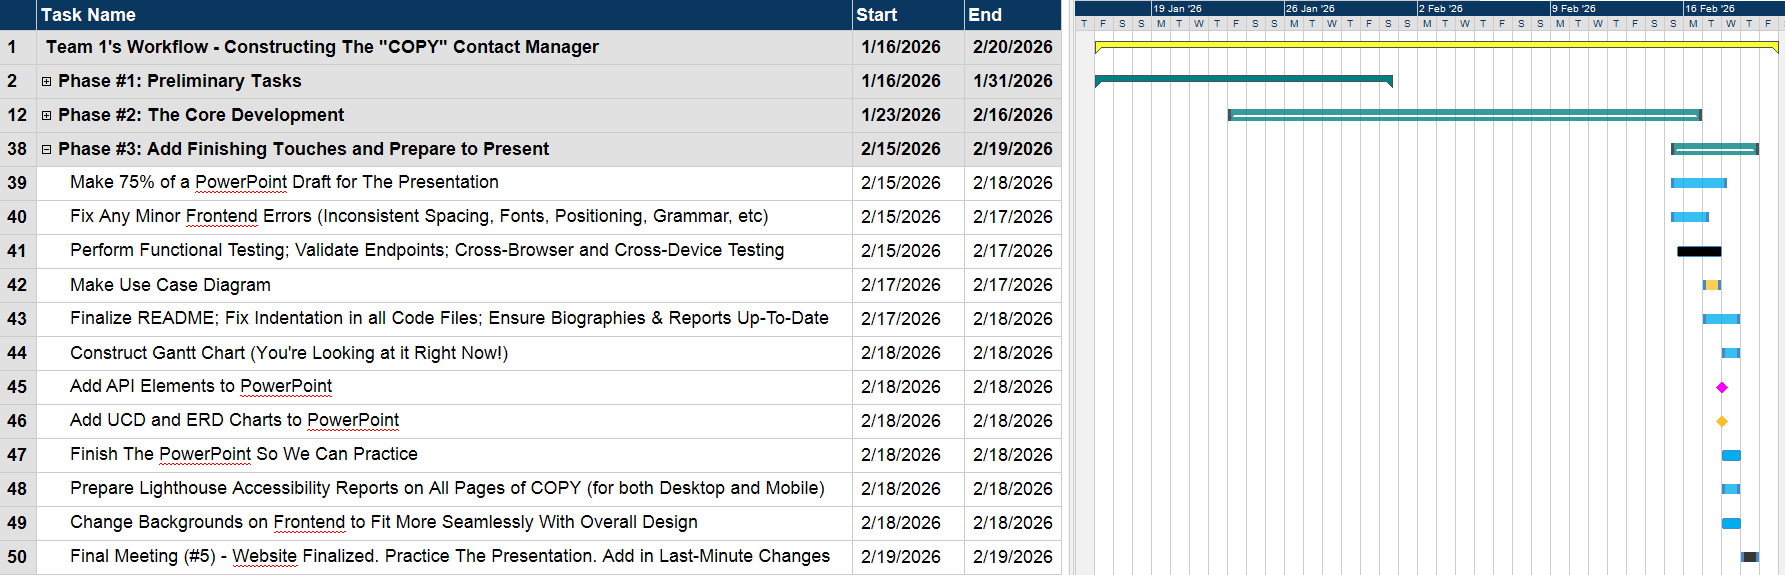 Task Name Start End 19 Jan '26 26 Jan '26 2 Feb '26 9 Feb '26 16 Feb '26
T F S S M T W T F S S M T W T F S S M T W T F S S M T W T F S S M T W T F
1 Team 1's Workflow - Constructing The "COPY" Contact Manager 1/16/2026 2/20/2026
2 Phase #1: Preliminary Tasks 1/16/2026 1/31/2026
12 Phase #2: The Core Development 1/23/2026 2/16/2026
38 Phase #3: Add Finishing Touches and Prepare to Present 2/15/2026 2/19/2026
39 Make 75% of a PowerPoint Draft for The Presentation 2/15/2026 2/18/2026
40 Fix Any Minor Frontend Errors (Inconsistent Spacing, Fonts, Positioning, Grammar, etc) 2/15/2026 2/17/2026
41 Perform Functional Testing; Validate Endpoints; Cross-Browser and Cross-Device Testing 2/15/2026 2/17/2026
42 Make Use Case Diagram 2/17/2026 2/17/2026
43 Finalize README; Fix Indentation in all Code Files; Ensure Biographies & Reports Up-To-Date 2/17/2026 2/18/2026
44 Construct Gantt Chart (You're Looking at it Right Now!) 2/18/2026 2/18/2026
45 Add API Elements to PowerPoint 2/18/2026 2/18/2026
46 Add UCD and ERD Charts to PowerPoint 2/18/2026 2/18/2026
47 Finish The PowerPoint So We Can Practice 2/18/2026 2/18/2026
48 Prepare Lighthouse Accessibility Reports on All Pages of COPY (for both Desktop and Mobile) 2/18/2026 2/18/2026
49 Change Backgrounds on Frontend to Fit More Seamlessly With Overall Design 2/18/2026 2/18/2026
50 Final Meeting (#5) - Website Finalized. Practice The Presentation. Add in Last-Minute Changes 2/19/2026 2/19/2026